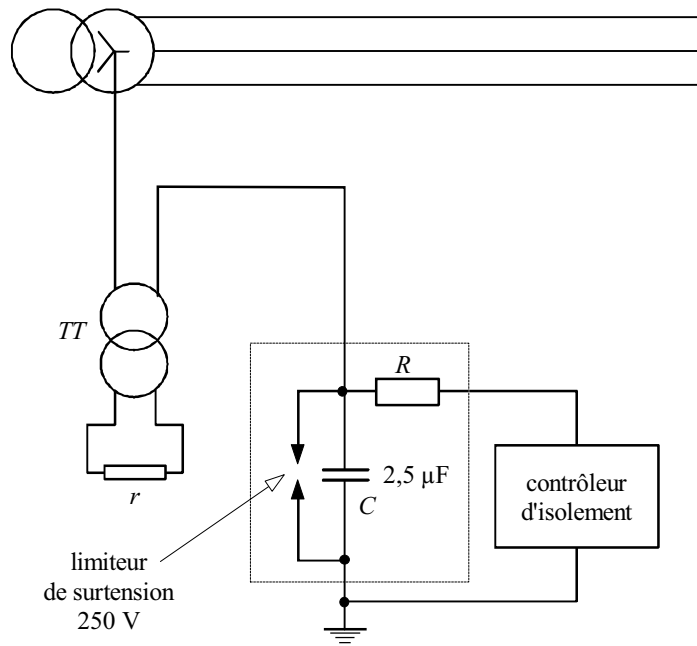 TT
r
R
2,5 µF
C
contrôleur
d'isolement
limiteur
de surtension
250 V